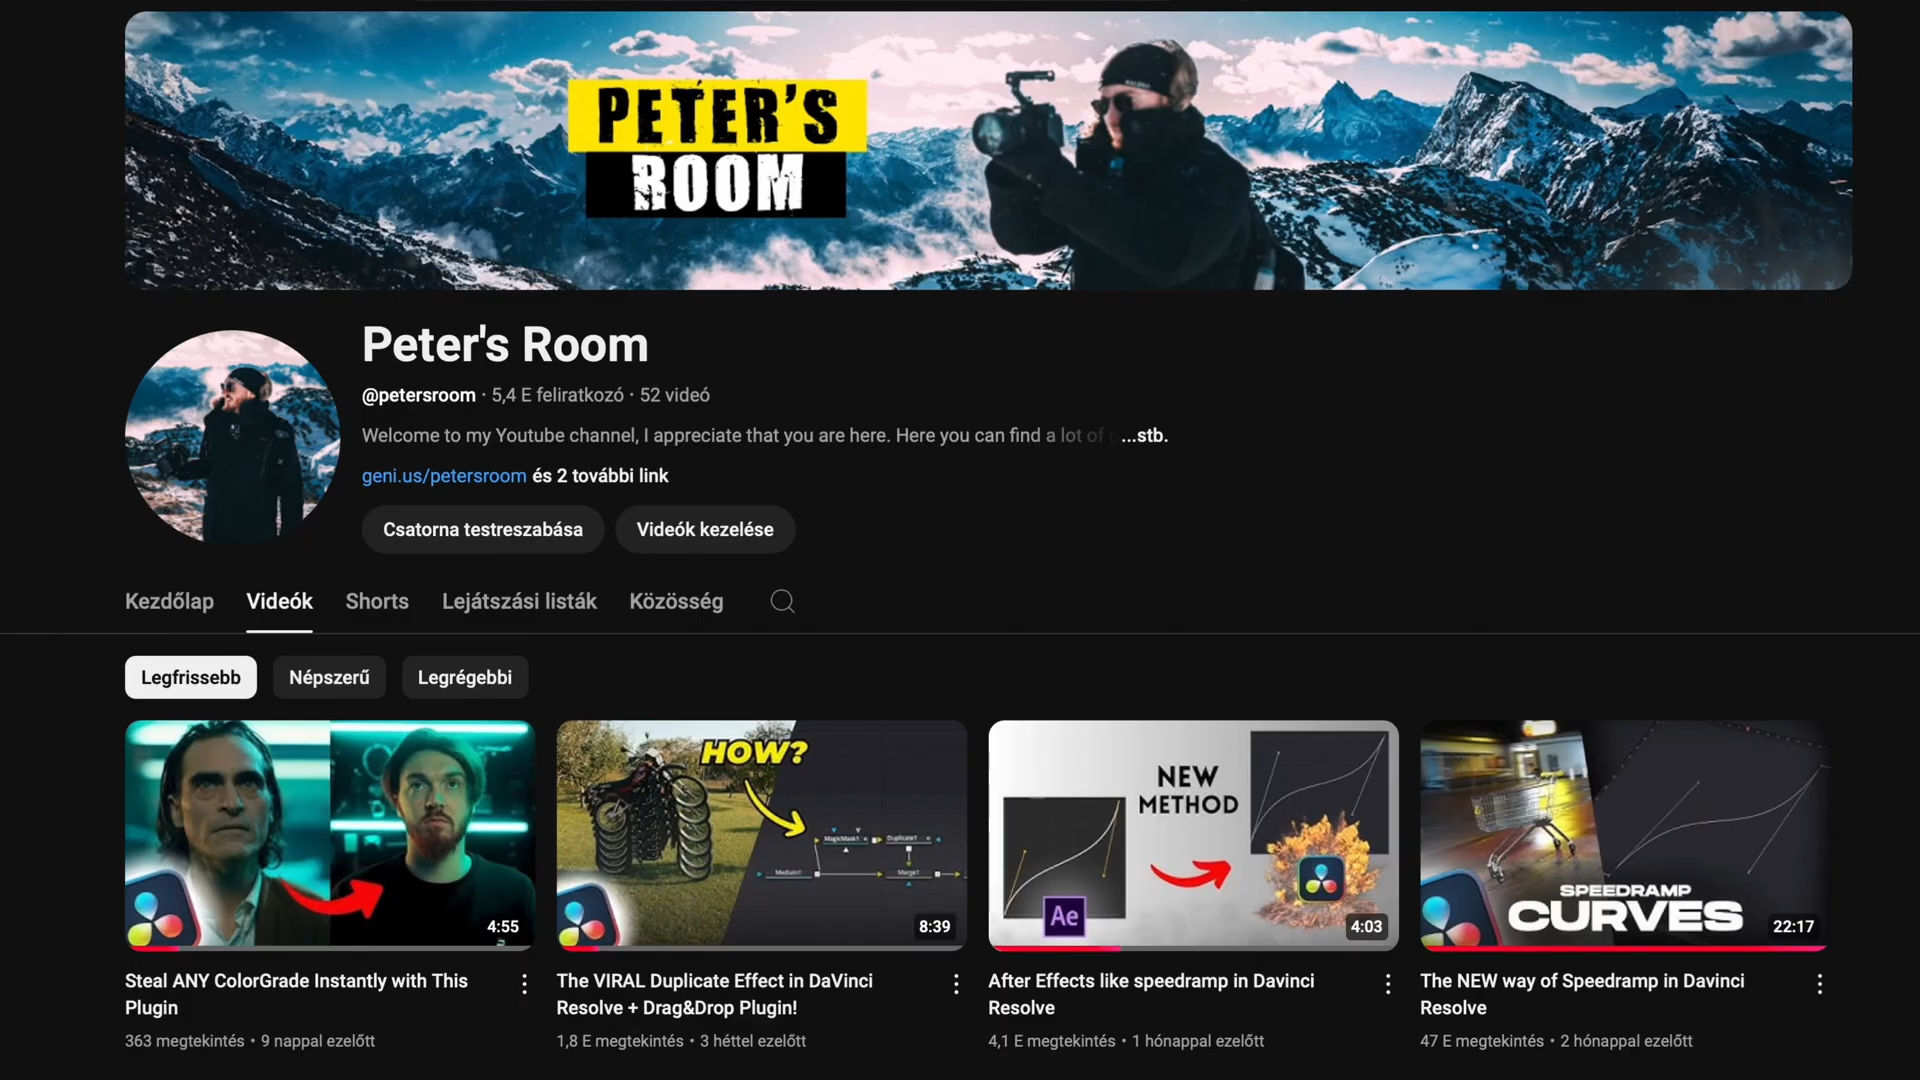 PETER'S
ROOM
Peter's Room
@petersroom · 5,4 E feliratkozó · 52 videó
Welcome to my Youtube channel, I appreciate that you are here. Here you can find a lot of g ...stb.
geni.us/petersroom és 2 további link
Csatorna testreszabása
Videók kezelése
Kezdőlap
Videók
Shorts
Lejátszási listák
Közösség
Legfrissebb
Népszerű
Legrégebbi
4:55
HOW?
MagicMask1
Duplicate1
MediaIn1
Merge1
8:39
NEW
METHOD
Ae
4:03
SPEEDRAMP
CURVES
22:17
Steal ANY ColorGrade Instantly with This
Plugin
363 megtekintés • 9 nappal ezelőtt
The VIRAL Duplicate Effect in DaVinci
Resolve + Drag&Drop Plugin!
1,8 E megtekintés • 3 héttel ezelőtt
After Effects like speedramp in Davinci
Resolve
4,1 E megtekintés • 1 hónappal ezelőtt
The NEW way of Speedramp in Davinci
Resolve
47 E megtekintés • 2 hónappal ezelőtt